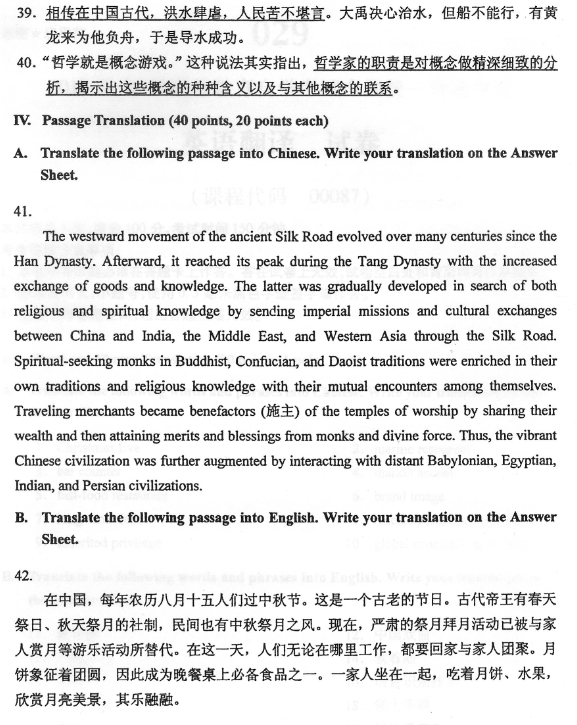 39. 相传在中国古代，洪水肆虐，人民苦不堪言。大禹决心治水，但船不能行，有黄
龙来为他负舟，于是导水成功。
40. “哲学就是概念游戏。”这种说法其实指出，哲学家的职责是对概念做精深细致的分
析，揭示出这些概念的种种含义以及与其他概念的联系。
IV. Passage Translation (40 points, 20 points each)
A. Translate the following passage into Chinese. Write your translation on the Answer
Sheet.
41.
The westward movement of the ancient Silk Road evolved over many centuries since the
Han Dynasty. Afterward, it reached its peak during the Tang Dynasty with the increased
exchange of goods and knowledge. The latter was gradually developed in search of both
religious and spiritual knowledge by sending imperial missions and cultural exchanges
between China and India, the Middle East, and Western Asia through the Silk Road.
Spiritual-seeking monks in Buddhist, Confucian, and Daoist traditions were enriched in their
own traditions and religious knowledge with their mutual encounters among themselves.
Traveling merchants became benefactors (施主) of the temples of worship by sharing their
wealth and then attaining merits and blessings from monks and divine force. Thus, the vibrant
Chinese civilization was further augmented by interacting with distant Babylonian, Egyptian,
Indian, and Persian civilizations.
B. Translate the following passage into English. Write your translation on the Answer
Sheet.
42.
在中国，每年农历八月十五人们过中秋节。这是一个古老的节日。古代帝王有春天
祭日、秋天祭月的社制，民间也有中秋祭月之风。现在，严肃的祭月拜月活动已被与家
人赏月等游乐活动所替代。在这一天，人们无论在哪里工作，都要回家与家人团聚。月
饼象征着团圆，因此成为晚餐桌上必备食品之一。一家人坐在一起，吃着月饼、水果，
欣赏月亮美景，其乐融融。